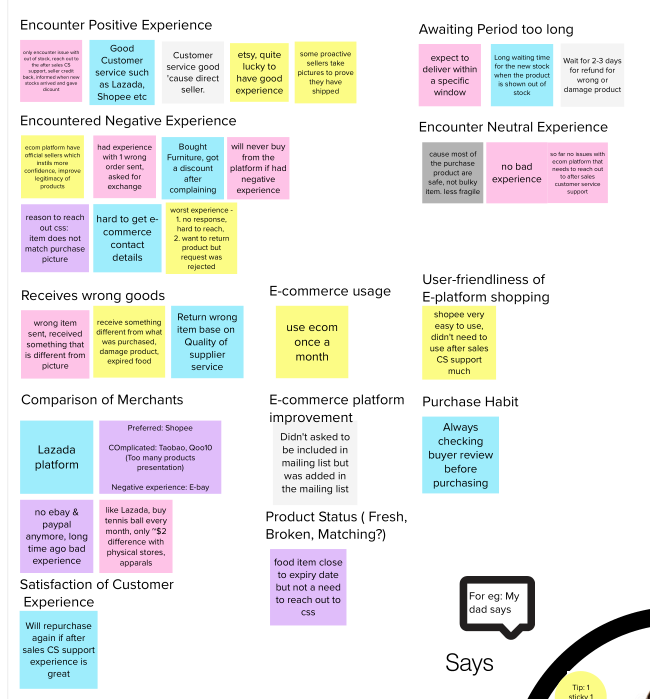 Encounter Positive Experience
only encounter issue with
out of stock, reach out to
the after sales CS
support, seller credit
back, informed when new
stocks arrived and gave
dicount
Good
Customer
service such
as Lazada,
Shopee etc
Customer
service good
'cause direct
seller.
etsy, quite
lucky to
have good
experience
some proactive
sellers take
pictures to prove
they have
shipped
Awaiting Period too long
expect to
deliver within
a specific
window
Long waiting time
for the new stock
when the product
is shown out of
stock
Wait for 2-3 days
for refund for
wrong or
damage product
Encountered Negative Experience
ecom platform have
official sellers which
instils more
confidence, improve
legitimacy of
products
had experience
with 1 wrong
order sent,
asked for
exchange
Bought
Furniture, got
a discount
after
complaining
will never buy
from the
platform if had
negative
experience
reason to reach
out css:
item does not
match purchase
picture
hard to get e-
commerce
contact
details
worst experience -
1. no response,
hard to reach,
2. want to return
product but
request was
rejected
Encounter Neutral Experience
cause most of
the purchase
product are
safe, not bulky
item. less fragile
no bad
experience
so far no issues with
ecom platform that
needs to reach out
to after sales
customer service
support
Receives wrong goods
wrong item
sent, received
something that
is different from
picture
receive something
different from what
was purchased,
damage product,
expired food
Return wrong
item base on
Quality of
supplier
service
E-commerce usage
use ecom
once a
month
User-friendliness of
E-platform shopping
shopee very
easy to use,
didn't need to
use after sales
CS support
much
Comparison of Merchants
Lazada
platform
Preferred: Shopee
COmplicated: Taobao, Qoo10
(Too many products
presentation)
Negative experience: E-bay
no ebay &
paypal
anymore, long
time ago bad
experience
like Lazada, buy
tennis ball every
month, only ~$2
difference with
physical stores,
apparals
E-commerce platform
improvement
Didn't asked to
be included in
mailing list but
was added in
the mailing list
Purchase Habit
Always
checking
buyer review
before
purchasing
Product Status ( Fresh,
Broken, Matching?)
food item close
to expiry date
but not a need
to reach out to
css
Satisfaction of Customer
Experience
Will repurchase
again if after
sales CS support
experience is
great
For eg: My
dad says
Says
Tip: 1
sticky 1